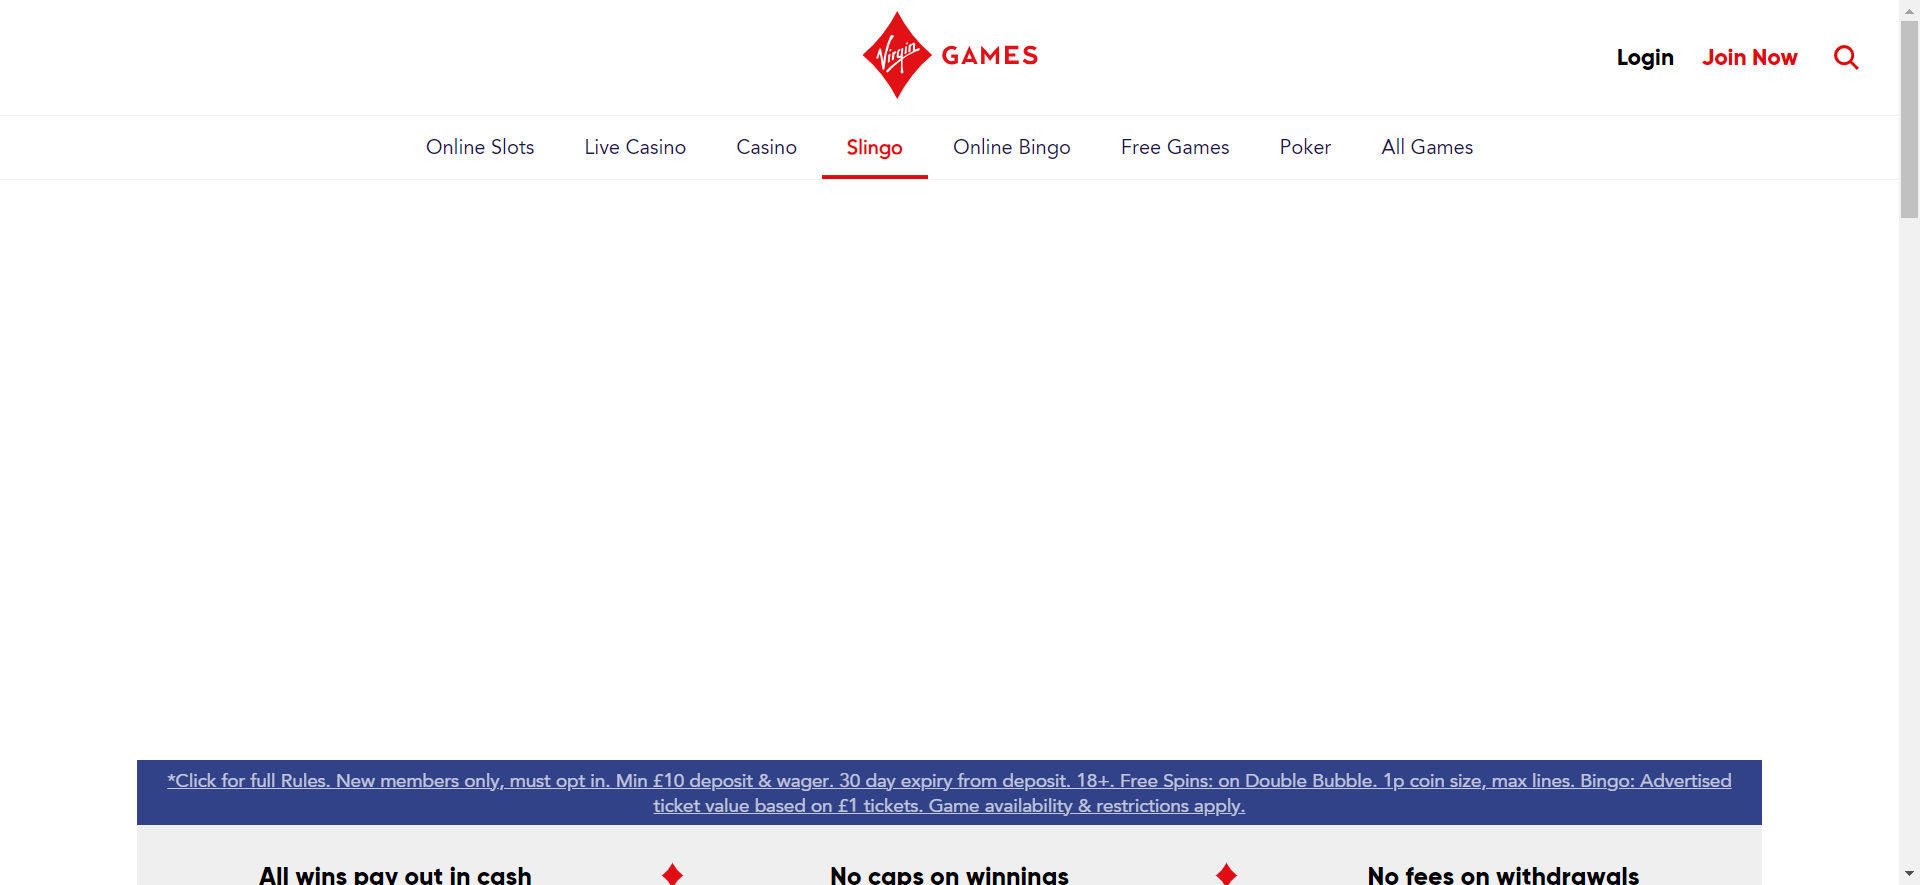 Virgin GAMES
Login Join Now
Online Slots Live Casino Casino Slingo Online Bingo Free Games Poker All Games
*Click for full Rules. New members only, must opt in. Min £10 deposit & wager. 30 day expiry from deposit. 18+. Free Spins: on Double Bubble. 1p coin size, max lines. Bingo: Advertised
ticket value based on £1 tickets. Game availability & restrictions apply.
All wins pay out in cash No caps on winnings No fees on withdrawals